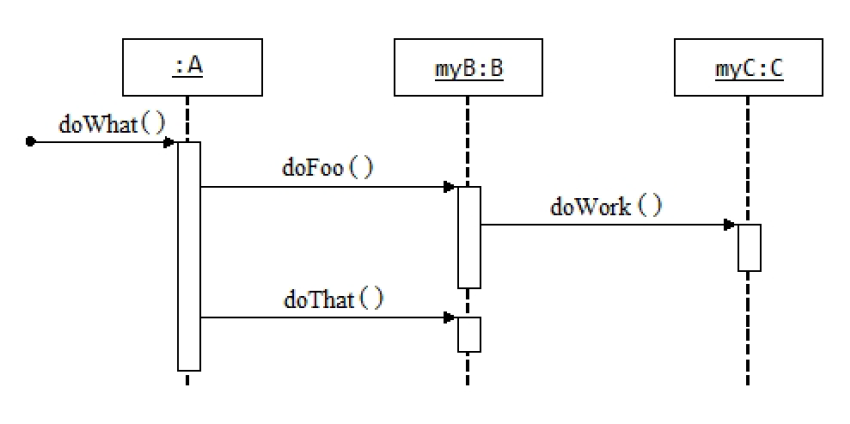 :A
myB:B
myC:C
doWhat()
doFoo()
doWork()
doThat()